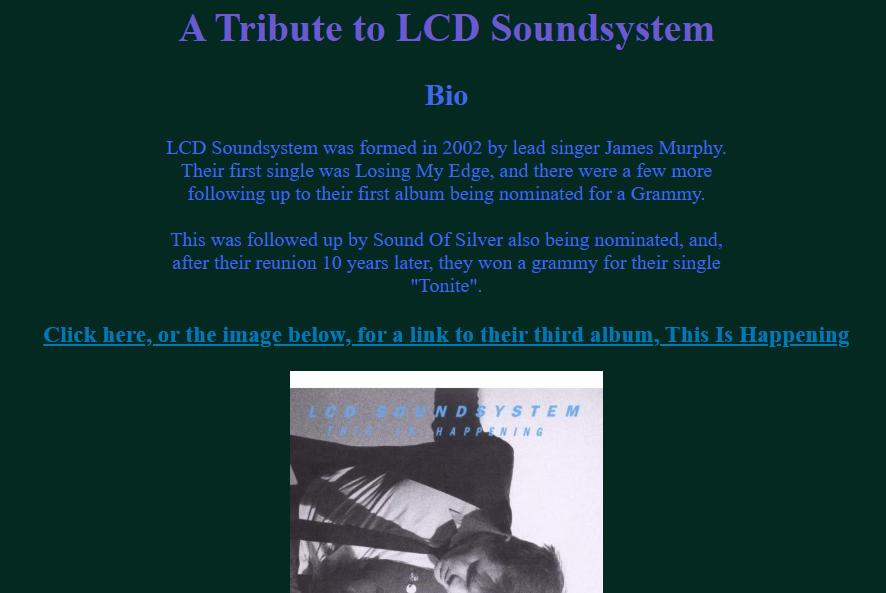 A Tribute to LCD Soundsystem
Bio
LCD Soundsystem was formed in 2002 by lead singer James Murphy.
Their first single was Losing My Edge, and there were a few more
following up to their first album being nominated for a Grammy.
This was followed up by Sound Of Silver also being nominated, and,
after their reunion 10 years later, they won a grammy for their single
"Tonite".
Click here, or the image below, for a link to their third album, This Is Happening
LCD SOUNDSYSTEM
THIS IS HAPPENING